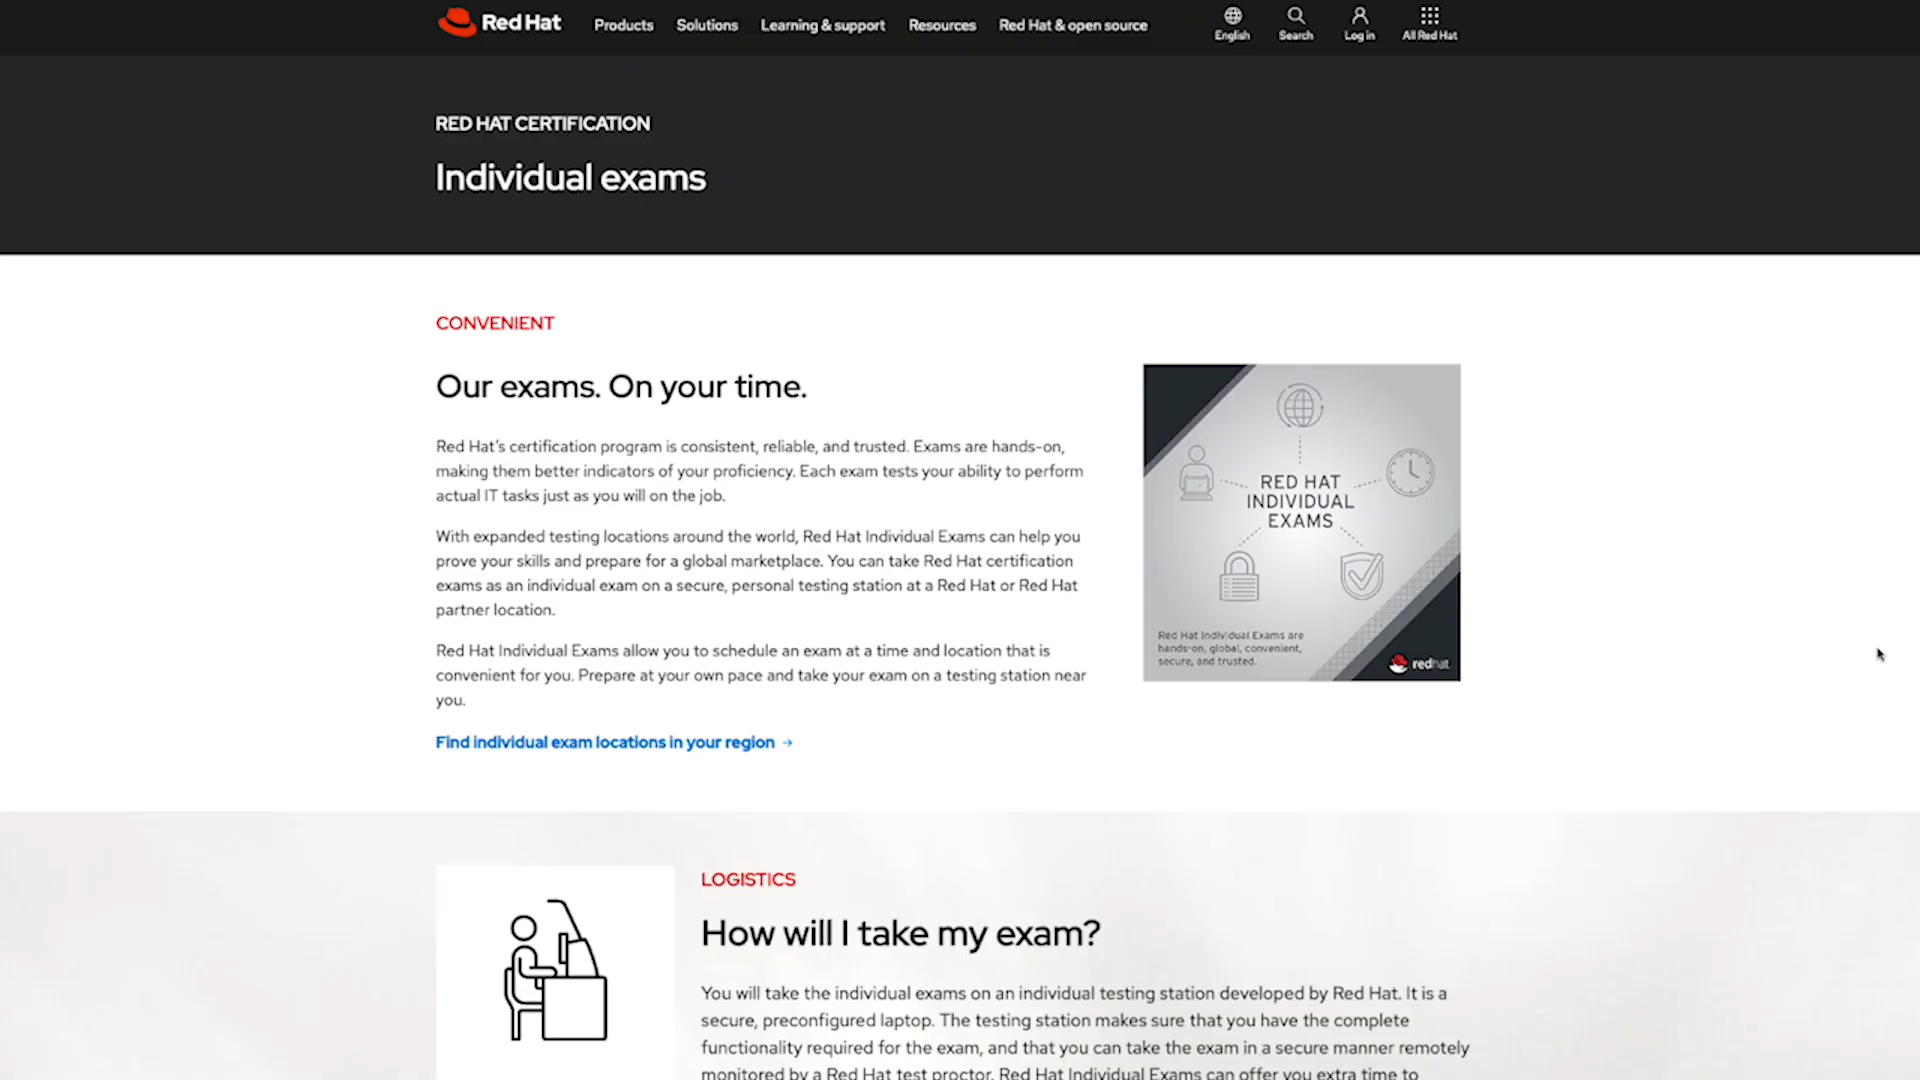 Red Hat
Products
Solutions
Learning & support
Resources
Red Hat & open source
English
Search
Log in
All Red Hat
RED HAT CERTIFICATION
Individual exams
CONVENIENT
Our exams. On your time.
Red Hat's certification program is consistent, reliable, and trusted. Exams are hands-on,
making them better indicators of your proficiency. Each exam tests your ability to perform
actual IT tasks just as you will on the job.
With expanded testing locations around the world, Red Hat Individual Exams can help you
prove your skills and prepare for a global marketplace. You can take Red Hat certification
exams as an individual exam on a secure, personal testing station at a Red Hat or Red Hat
partner location.
Red Hat Individual Exams allow you to schedule an exam at a time and location that is
convenient for you. Prepare at your own pace and take your exam on a testing station near
you.
Find individual exam locations in your region →
RED HAT
INDIVIDUAL
EXAMS
Red Hat Individual Exams are
hands-on, global, convenient,
secure, and trusted.
redhat
LOGISTICS
How will I take my exam?
You will take the individual exams on an individual testing station developed by Red Hat. It is a
secure, preconfigured laptop. The testing station makes sure that you have the complete
functionality required for the exam, and that you can take the exam in a secure manner remotely
monitored by a Red Hat test proctor. Red Hat Individual Exams can offer you extra time to